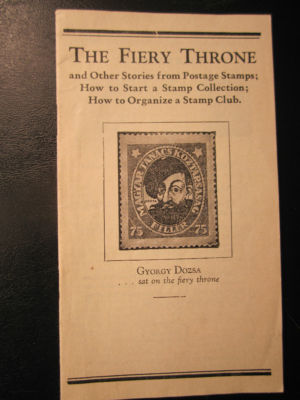 THE FIERY THRONE
and Other Stories from Postage Stamps;
How to Start a Stamp Collection;
How to Organize a Stamp Club.
MAGYAR TANÁCSKÖZTÁRSASÁG
75 FILLÉR 75
GYORGY DOZSA
. . . sat on the fiery throne